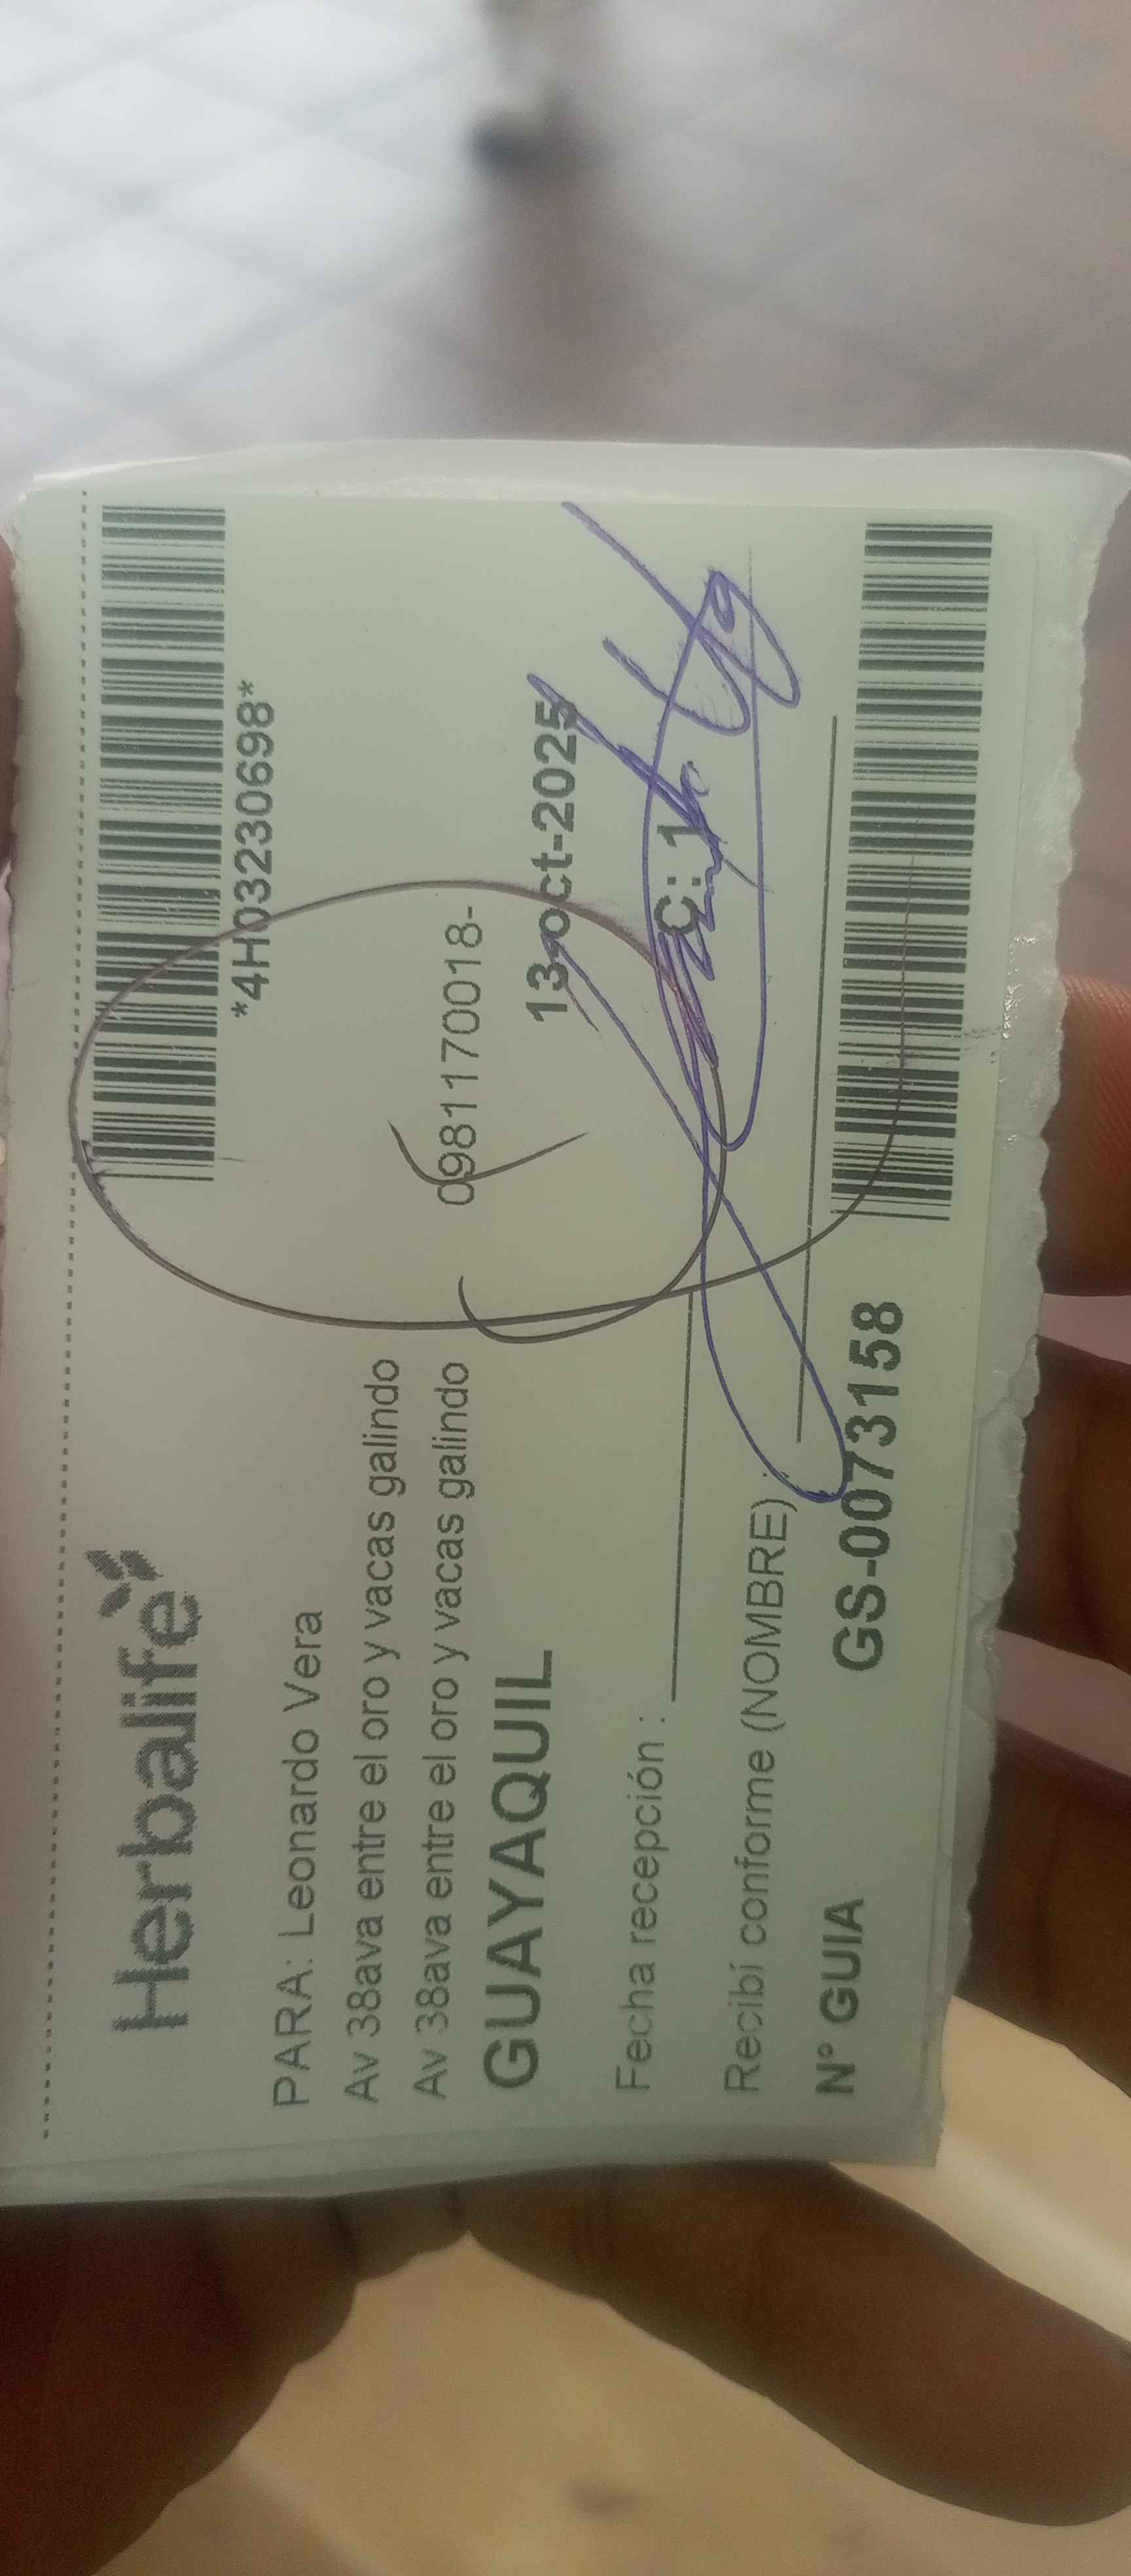 Herbalife
*4H03230698*
PARA: Leonardo Vera
Av 38ava entre el oro y vacas galindo
Av 38ava entre el oro y vacas galindo
0981170018-
GUAYAQUIL
13-oct-2025
Fecha recepción :
C: 1
Recibí conforme (NOMBRE) :
N° GUIA
GS-0073158